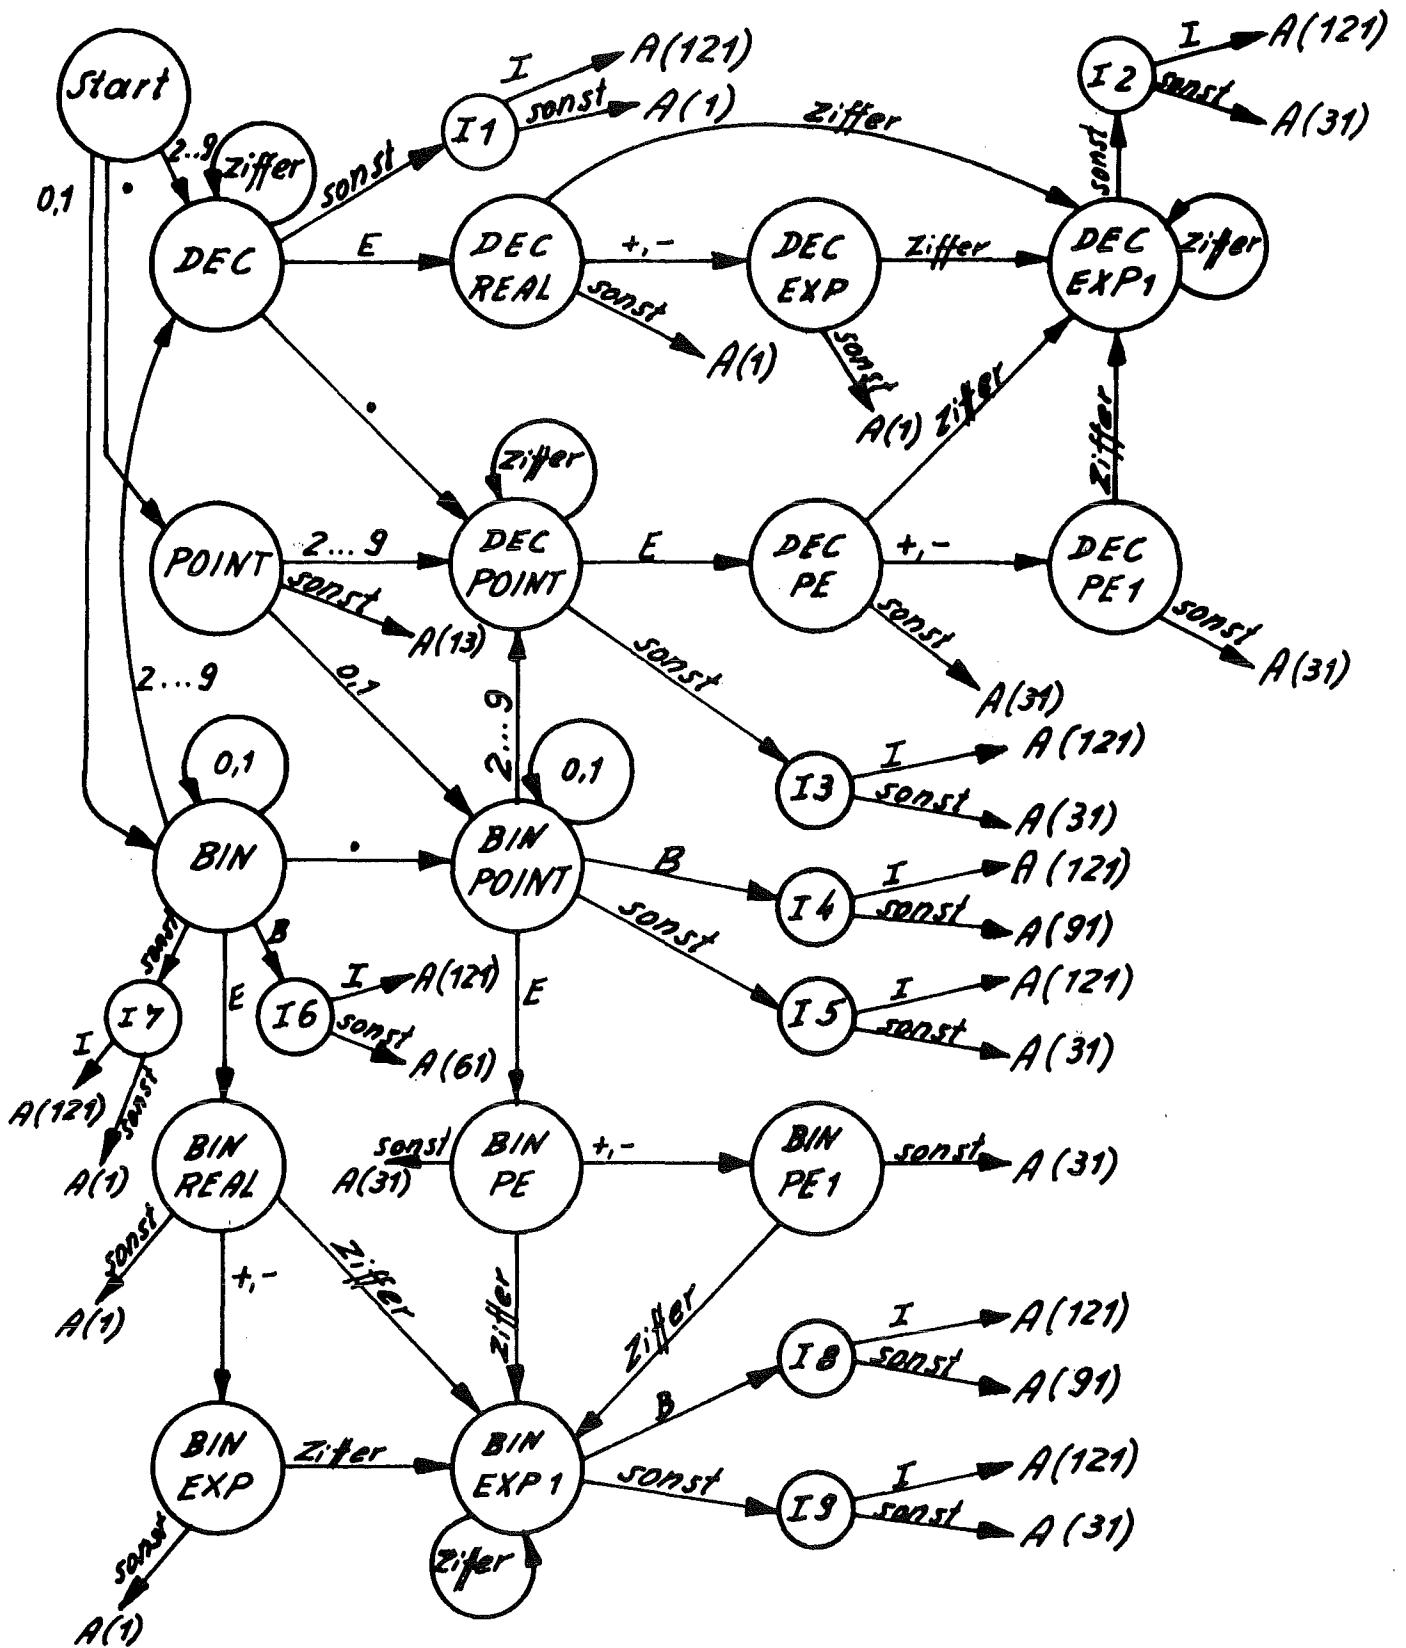 Start
2..9
Ziffer
0,1
.
DEC
sonst
I1
I
A(121)
sonst
A(1)
E
DEC
REAL
Ziffer
+,-
sonst
A(1)
DEC
EXP
Ziffer
sonst
A(1)
DEC
EXP1
Ziffer
sonst
I2
I
A(121)
sonst
A(31)
.
POINT
2...9
sonst
A(13)
0,1
DEC
POINT
Ziffer
E
sonst
DEC
PE
Ziffer
+,-
sonst
A(31)
DEC
PE1
Ziffer
sonst
A(31)
2...9
0,1
BIN
.
BIN
POINT
0,1
2...9
I3
I
A(121)
sonst
A(31)
B
I4
I
A(121)
sonst
A(91)
sonst
I5
I
A(121)
sonst
A(31)
sonst
I7
I
A(121)
sonst
A(1)
E
B
I6
I
A(121)
sonst
A(61)
E
BIN
REAL
sonst
A(1)
+,-
Ziffer
BIN
PE
sonst
A(31)
+,-
Ziffer
BIN
PE1
sonst
A(31)
Ziffer
BIN
EXP
Ziffer
sonst
A(1)
BIN
EXP1
Ziffer
B
I8
I
A(121)
sonst
A(91)
sonst
I9
I
A(121)
sonst
A(31)